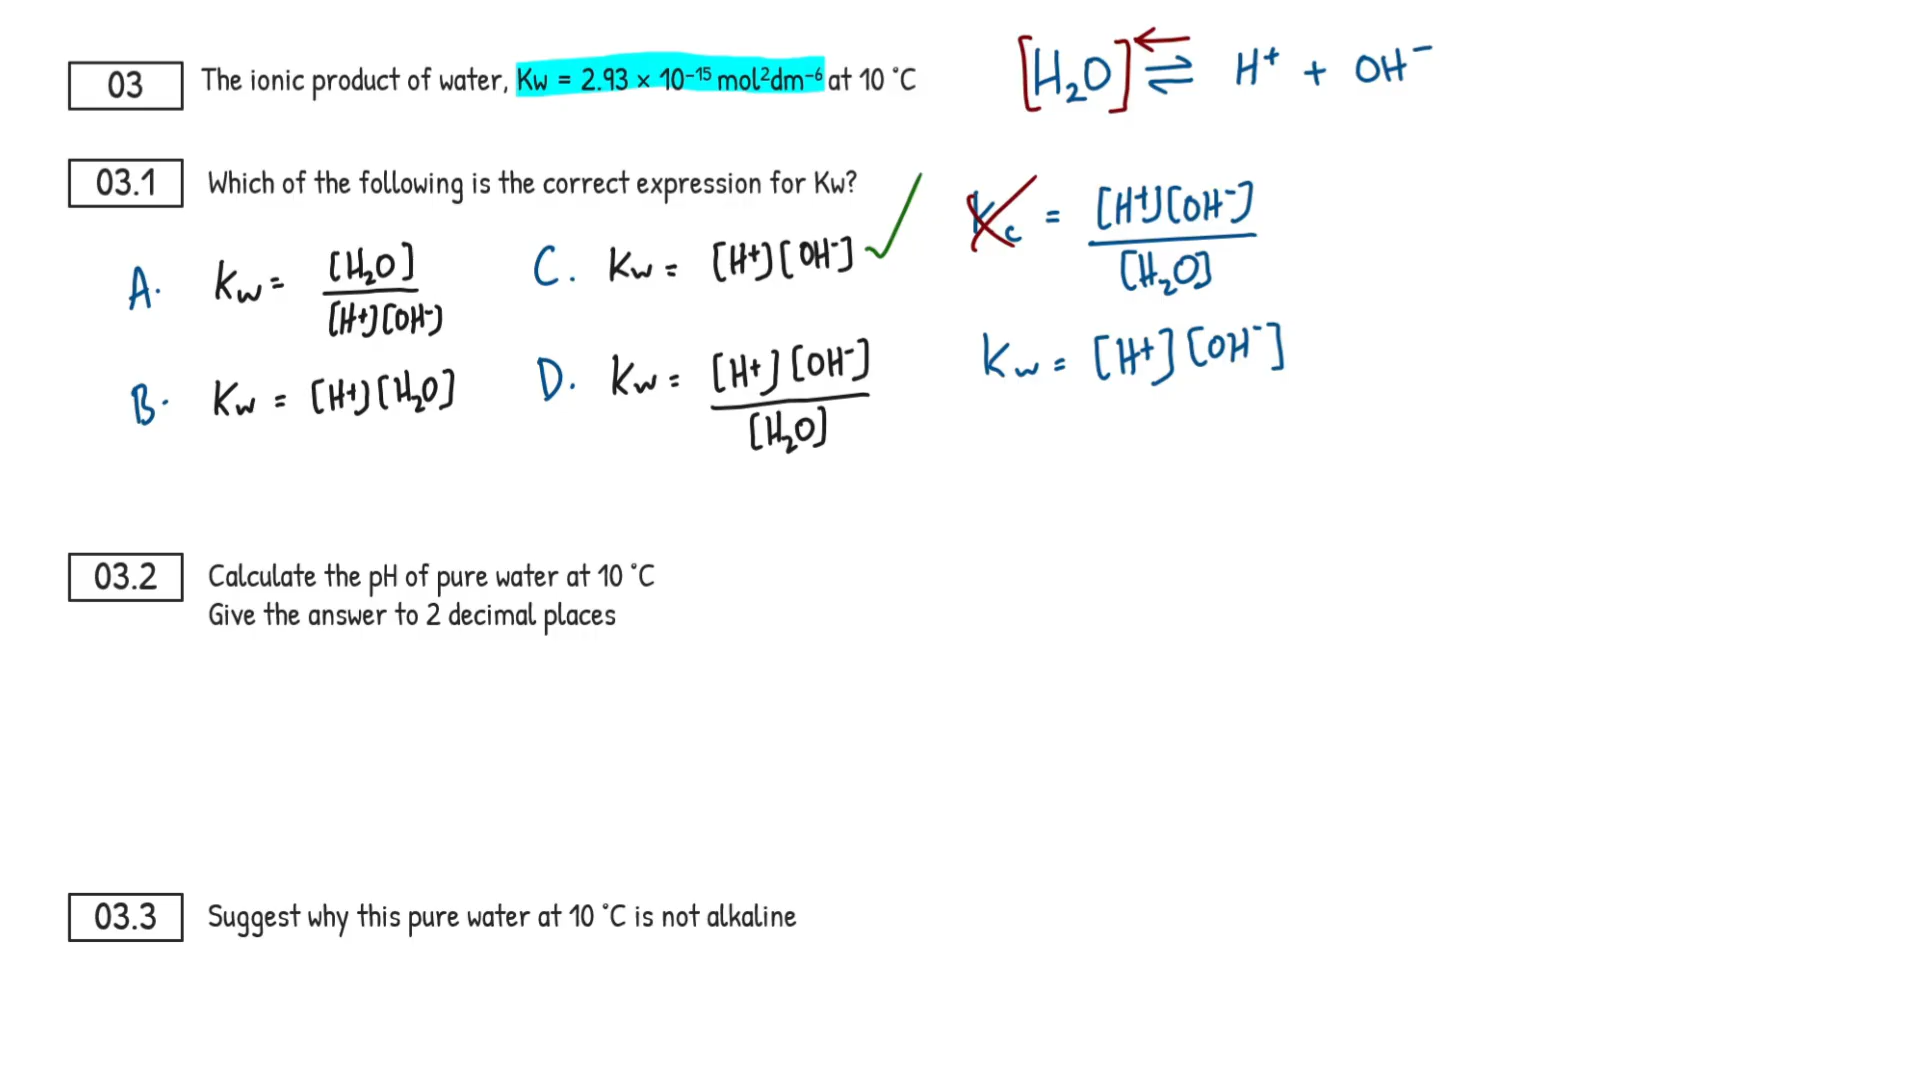 03 The ionic product of water, Kw = 2.93 × 10⁻¹⁵ mol²dm⁻⁶ at 10 °C
[H₂O] ⇌ H⁺ + OH⁻
03.1 Which of the following is the correct expression for Kw?
A. Kw = [H₂O] / [H⁺][OH⁻]
B. Kw = [H⁺][H₂O]
C. Kw = [H⁺][OH⁻] ✓
D. Kw = [H⁺][OH⁻] / [H₂O]
Kc = [H⁺][OH⁻] / [H₂O]
Kw = [H⁺][OH⁻]
03.2 Calculate the pH of pure water at 10 °C
Give the answer to 2 decimal places
03.3 Suggest why this pure water at 10 °C is not alkaline